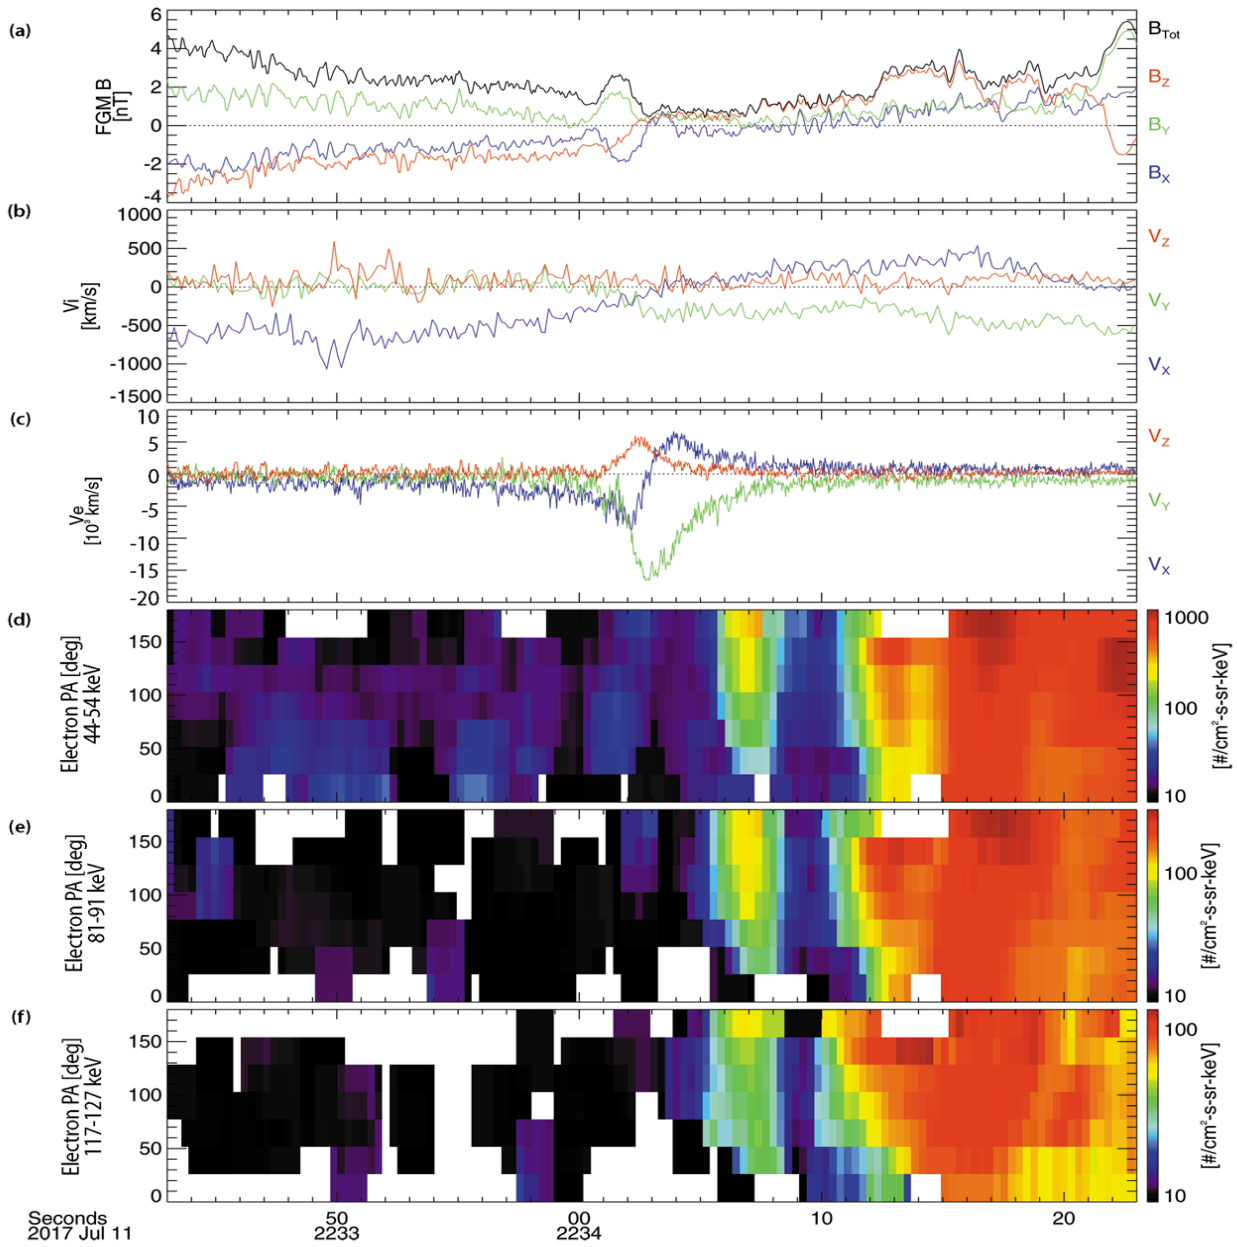 (a)
FGM B
[nT]
6
4
2
0
-2
-4
B_Tot
B_Z
B_Y
B_X
(b)
Vi
[km/s]
1000
500
0
-500
-1000
-1500
V_Z
V_Y
V_X
(c)
Ve
[10³ km/s]
10
5
0
-5
-10
-15
-20
V_Z
V_Y
V_X
(d)
Electron PA [deg]
44-54 keV
150
100
50
0
1000
100
10
[#/cm²-s-sr-keV]
(e)
Electron PA [deg]
81-91 keV
150
100
50
0
100
10
[#/cm²-s-sr-keV]
(f)
Electron PA [deg]
117-127 keV
150
100
50
0
100
10
[#/cm²-s-sr-keV]
Seconds 50 00 10 20
2017 Jul 11 2233 2234